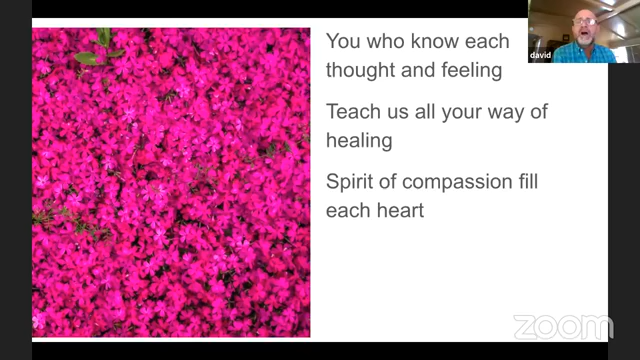 You who know each
thought and feeling
Teach us all your way of
healing
Spirit of compassion fill
each heart
david
zoom